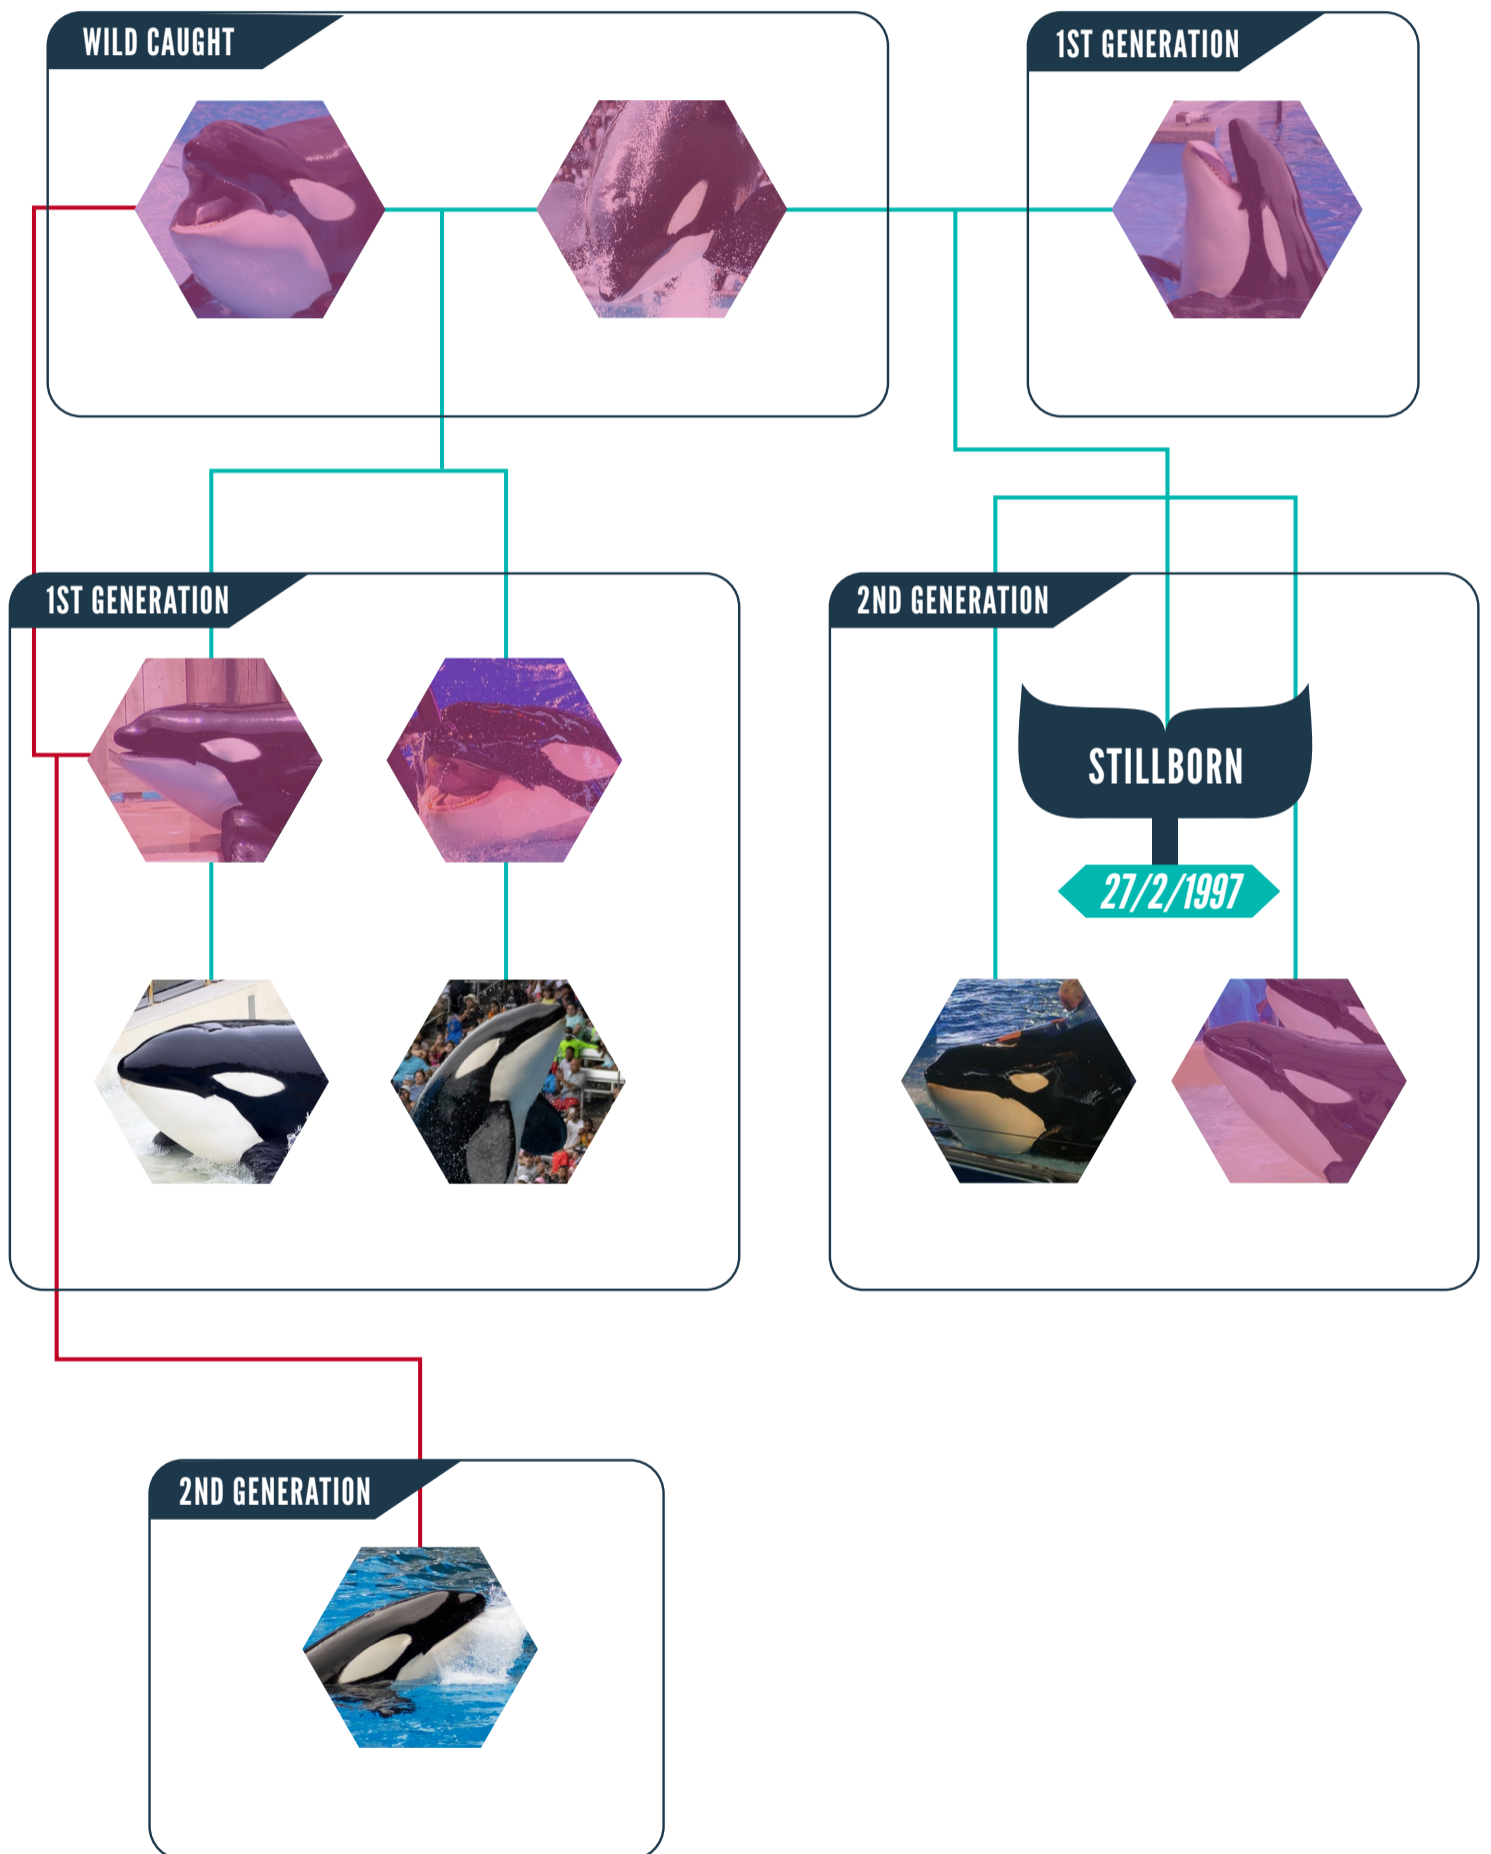 WILD CAUGHT
1ST GENERATION
1ST GENERATION
2ND GENERATION
STILLBORN
27/2/1997
2ND GENERATION